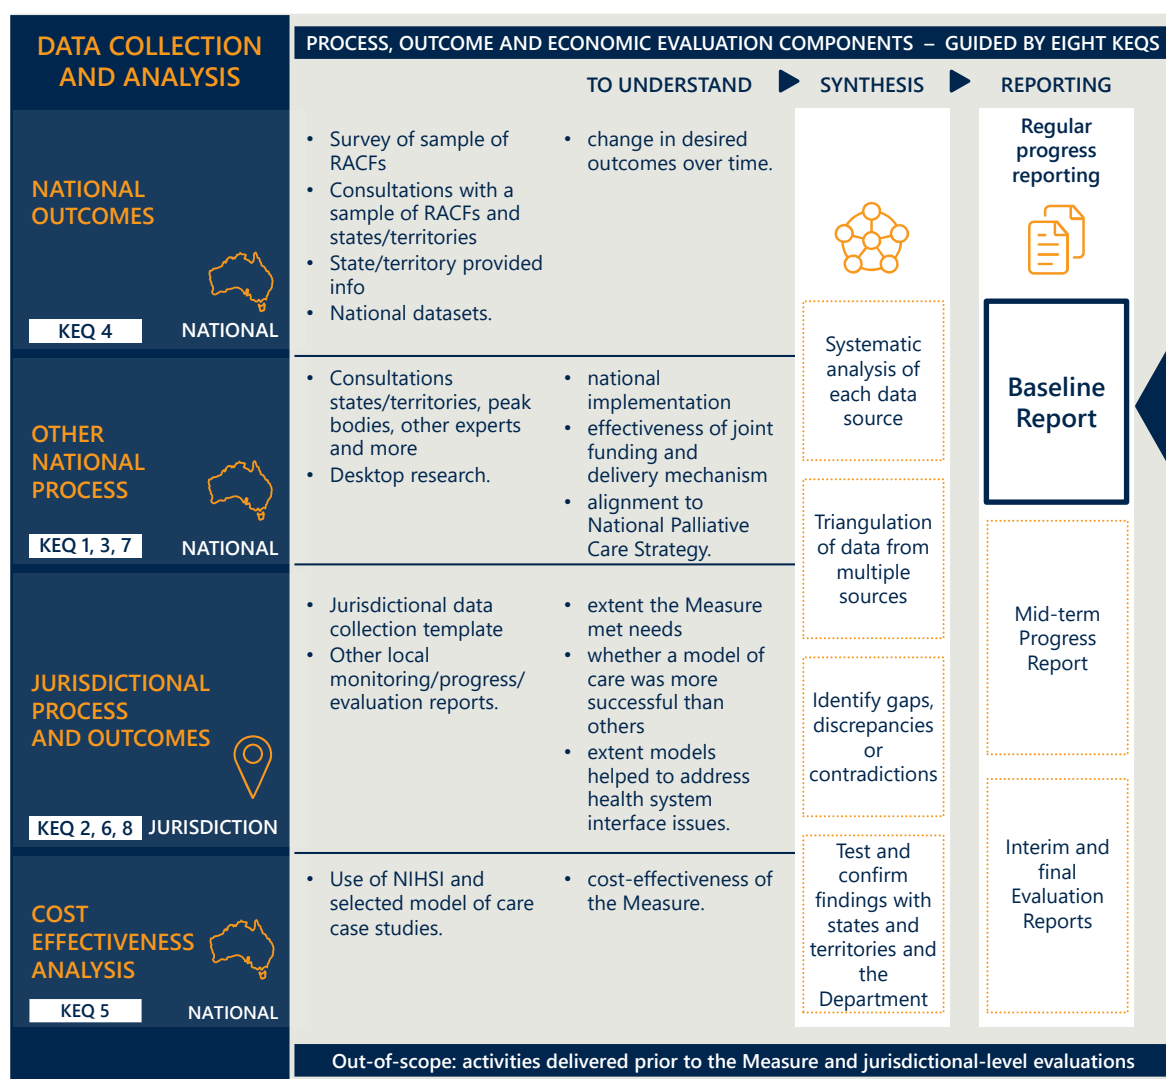 DATA COLLECTION
AND ANALYSIS
PROCESS, OUTCOME AND ECONOMIC EVALUATION COMPONENTS – GUIDED BY EIGHT KEQS
TO UNDERSTAND
SYNTHESIS
REPORTING
NATIONAL
OUTCOMES
KEQ 4
NATIONAL
• Survey of sample of
RACFs
• Consultations with a
sample of RACFs and
states/territories
• State/territory provided
info
• National datasets.
• change in desired
outcomes over time.
OTHER
NATIONAL
PROCESS
KEQ 1, 3, 7
NATIONAL
• Consultations
states/territories, peak
bodies, other experts
and more
• Desktop research.
• national
implementation
• effectiveness of joint
funding and
delivery mechanism
• alignment to
National Palliative
Care Strategy.
JURISDICTIONAL
PROCESS
AND OUTCOMES
KEQ 2, 6, 8
JURISDICTION
• Jurisdictional data
collection template
• Other local
monitoring/progress/
evaluation reports.
• extent the Measure
met needs
• whether a model of
care was more
successful than
others
• extent models
helped to address
health system
interface issues.
COST
EFFECTIVENESS
ANALYSIS
KEQ 5
NATIONAL
• Use of NIHSI and
selected model of care
case studies.
• cost-effectiveness of
the Measure.
Systematic
analysis of
each data
source
Triangulation
of data from
multiple
sources
Identify gaps,
discrepancies
or
contradictions
Test and
confirm
findings with
states and
territories and
the
Department
Regular
progress
reporting
Baseline
Report
Mid-term
Progress
Report
Interim and
final
Evaluation
Reports
Out-of-scope: activities delivered prior to the Measure and jurisdictional-level evaluations